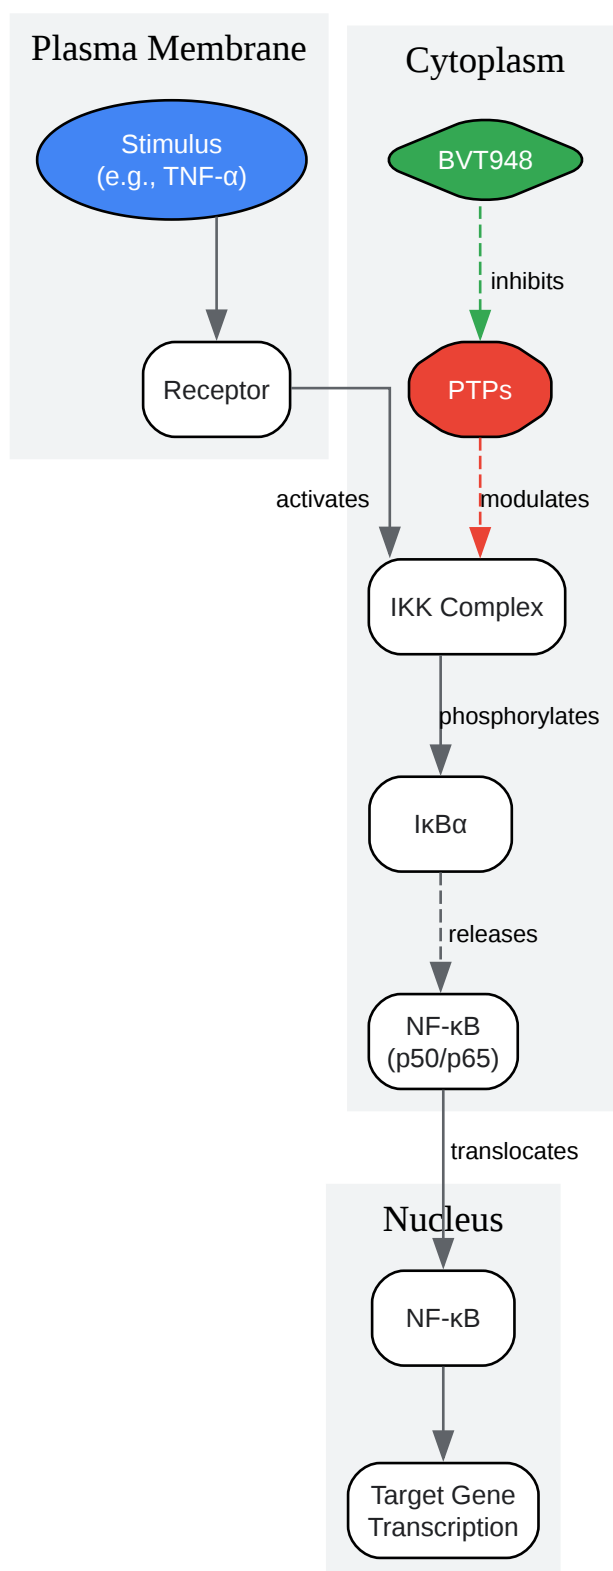 Plasma Membrane
Cytoplasm
Stimulus
(e.g., TNF-α)
BVT948
inhibits
Receptor
PTPs
activates
modulates
IKK Complex
phosphorylates
IκBα
releases
NF-κB
(p50/p65)
translocates
Nucleus
NF-κB
Target Gene
Transcription